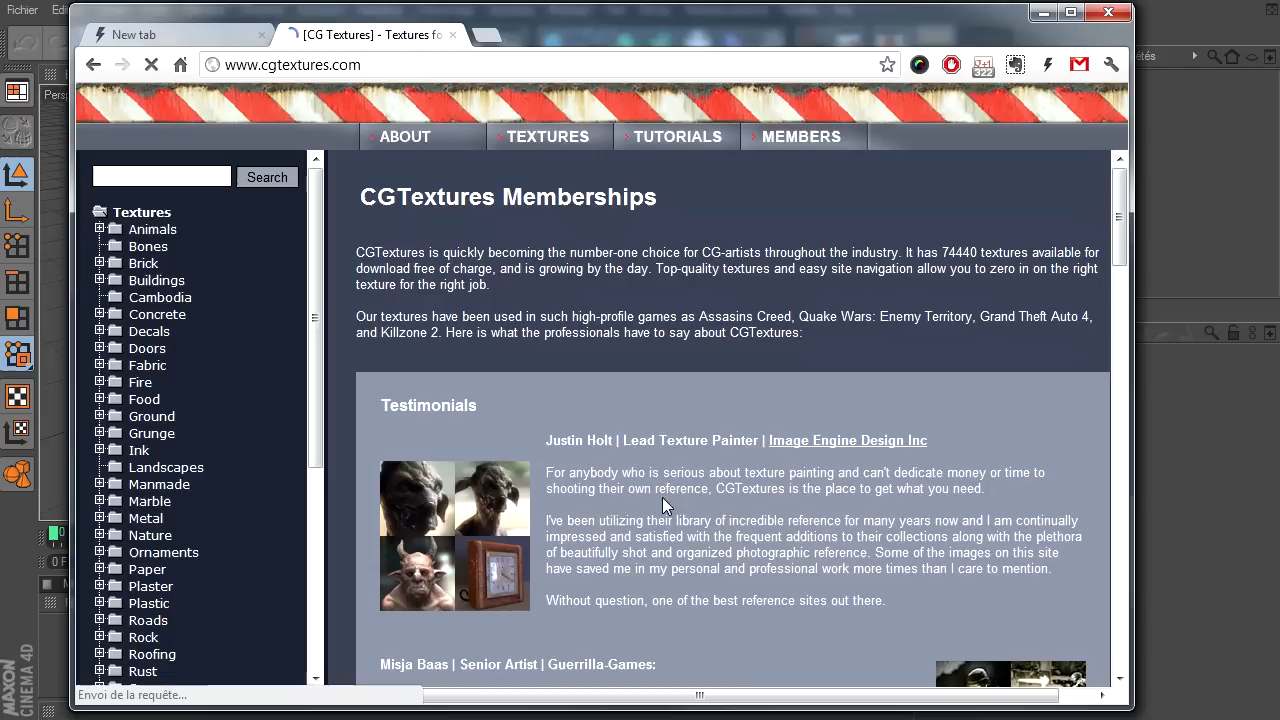 Fichier
New tab
[CG Textures] - Textures fo
www.cgtextures.com
322
Persp
ABOUT
TEXTURES
TUTORIALS
MEMBERS
Search
Textures
Animals
Bones
Brick
Buildings
Cambodia
Concrete
Decals
Doors
Fabric
Fire
Food
Ground
Grunge
Ink
Landscapes
Manmade
Marble
Metal
Nature
Ornaments
Paper
Plaster
Plastic
Roads
Rock
Roofing
Rust
CGTextures Memberships
CGTextures is quickly becoming the number-one choice for CG-artists throughout the industry. It has 74440 textures available for
download free of charge, and is growing by the day. Top-quality textures and easy site navigation allow you to zero in on the right
texture for the right job.
Our textures have been used in such high-profile games as Assasins Creed, Quake Wars: Enemy Territory, Grand Theft Auto 4,
and Killzone 2. Here is what the professionals have to say about CGTextures:
Testimonials
Justin Holt | Lead Texture Painter | Image Engine Design Inc
For anybody who is serious about texture painting and can't dedicate money or time to
shooting their own reference, CGTextures is the place to get what you need.
I've been utilizing their library of incredible reference for many years now and I am continually
impressed and satisfied with the frequent additions to their collections along with the plethora
of beautifully shot and organized photographic reference. Some of the images on this site
have saved me in my personal and professional work more times than I care to mention.
Without question, one of the best reference sites out there.
Misja Baas | Senior Artist | Guerrilla-Games:
Envoi de la requête...
0 F
MAXON
CINEMA 4D